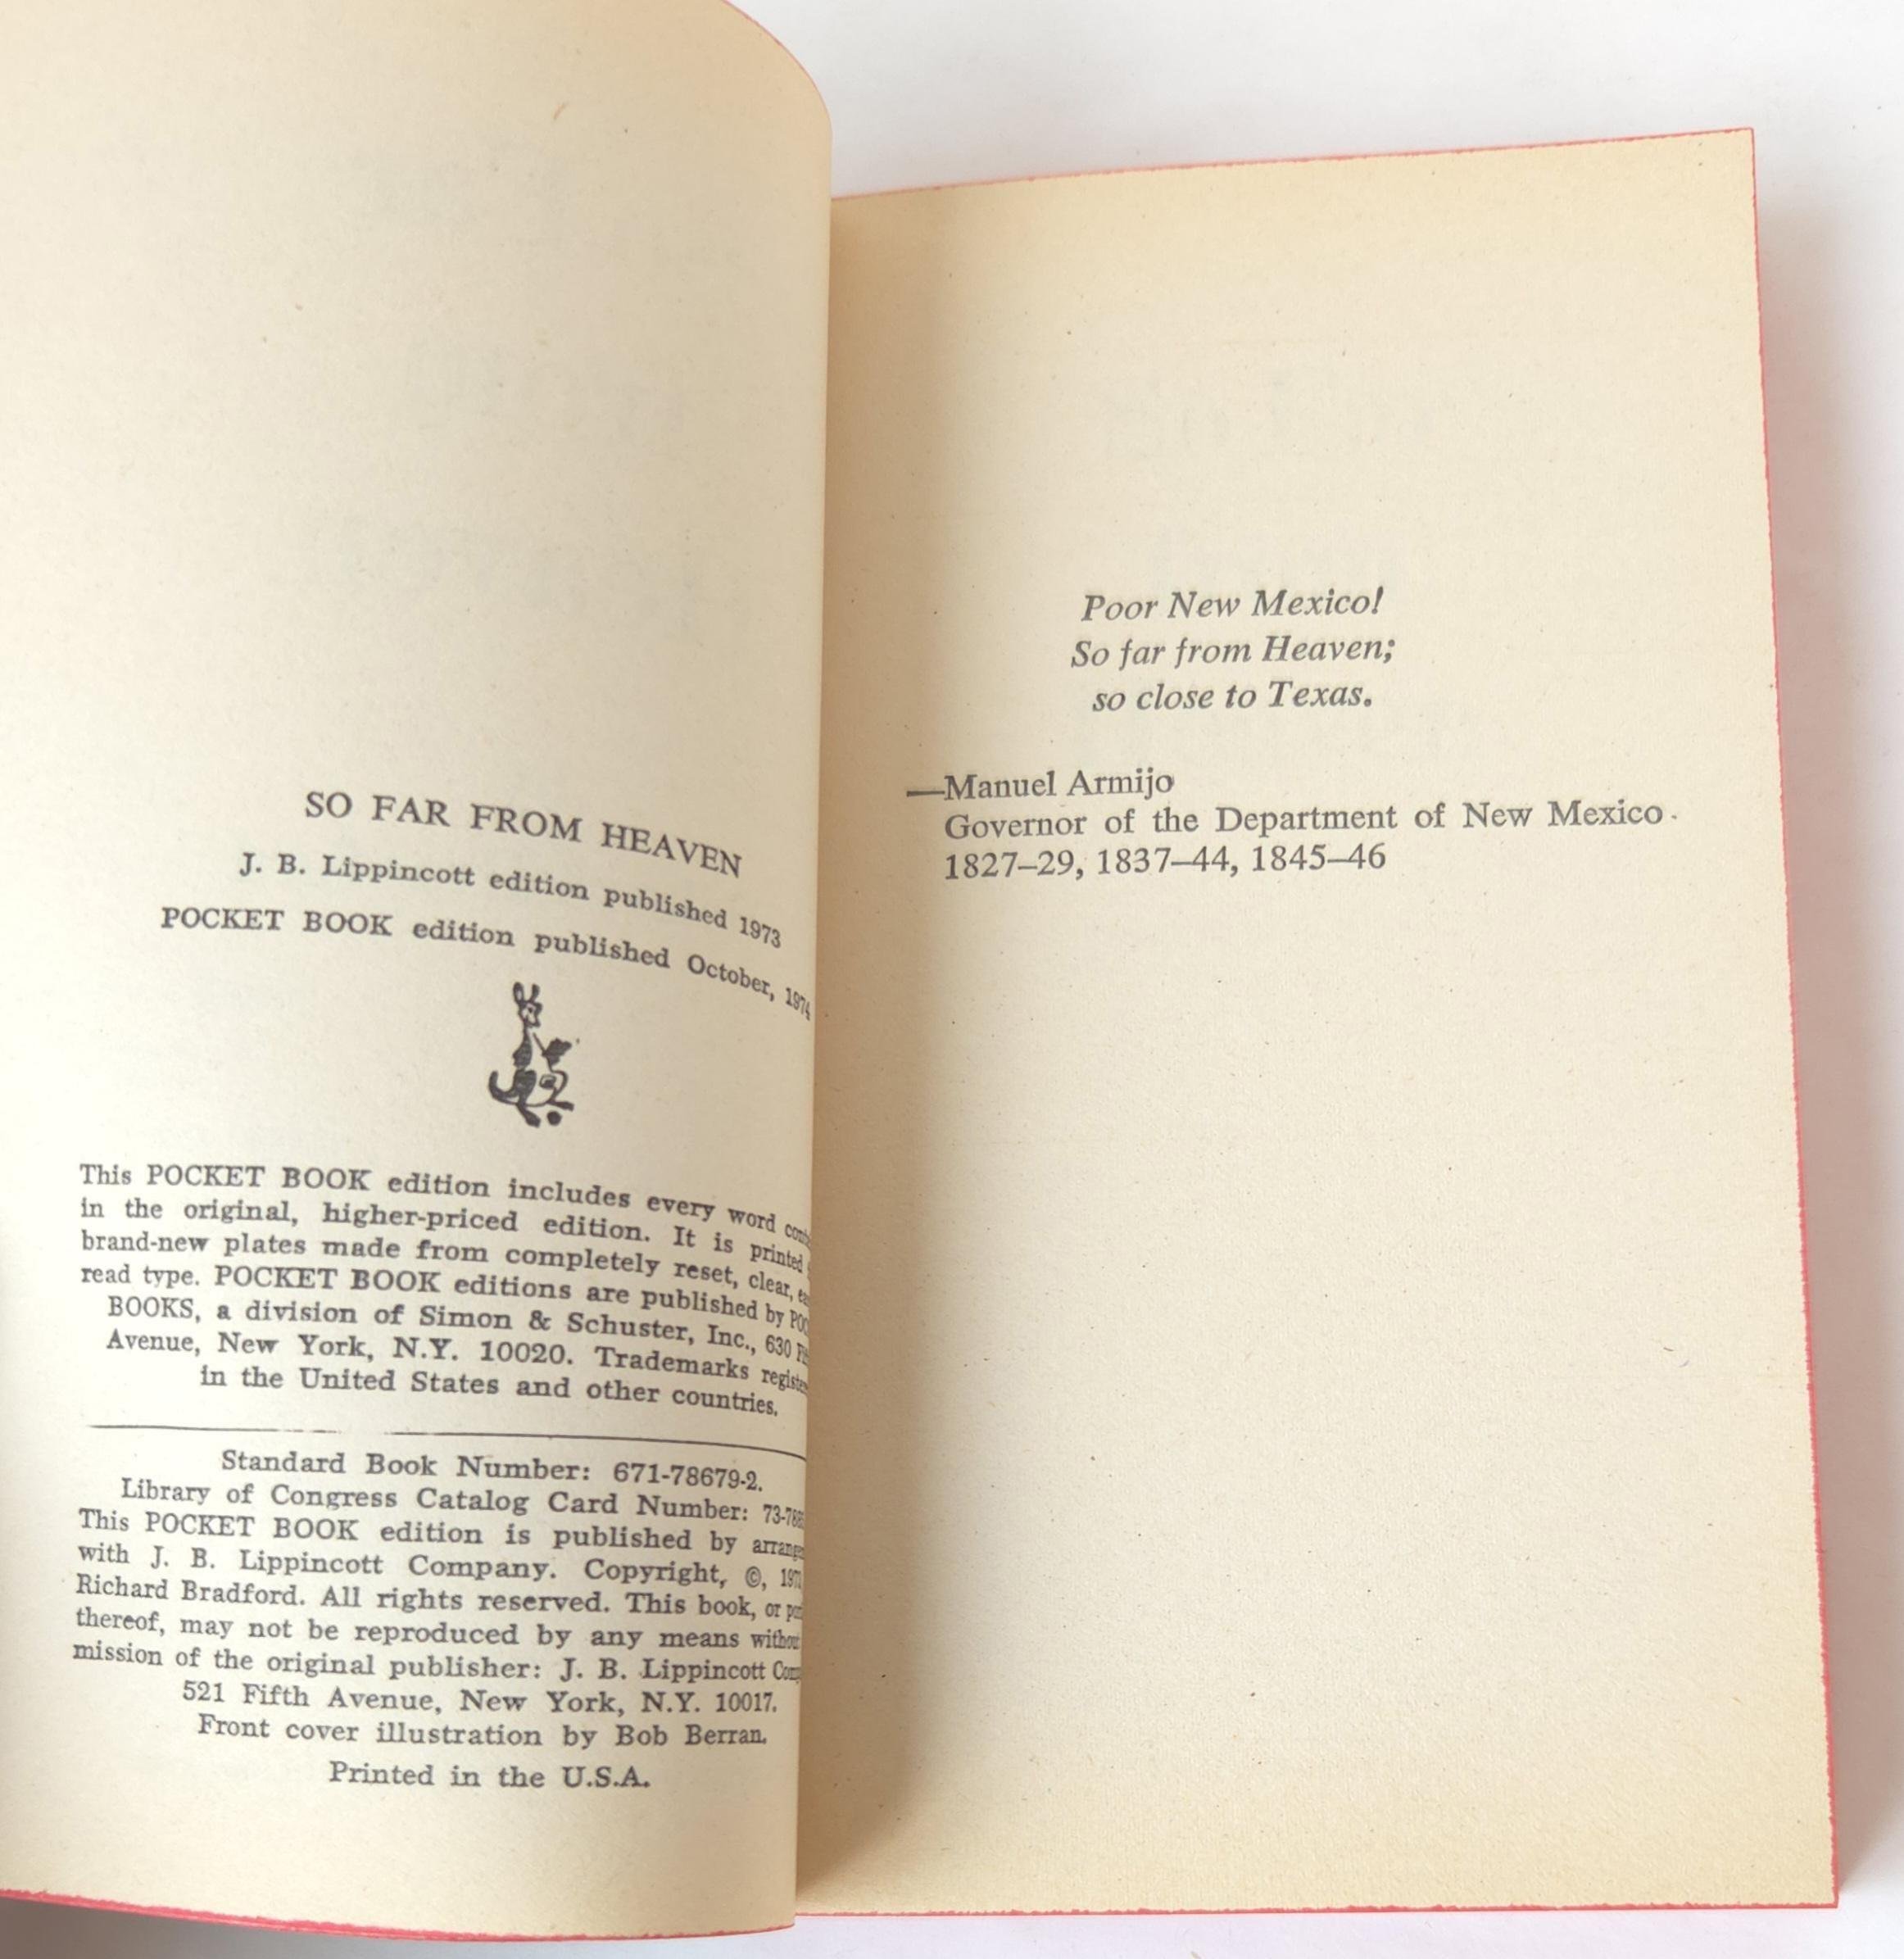 SO FAR FROM HEAVEN
J. B. Lippincott edition published 1973
POCKET BOOK edition published October, 1974
This POCKET BOOK edition includes every word
in the original, higher-priced edition. It is printed
brand-new plates made from completely reset, clear,
read type. POCKET BOOK editions are published by
BOOKS, a division of Simon & Schuster, Inc., 630
Avenue, New York, N.Y. 10020. Trademarks
in the United States and other countries.
Standard Book Number: 671-78679-2.
Library of Congress Catalog Card Number:
This POCKET BOOK edition is published by
with J. B. Lippincott Company. Copyright, ©,
Richard Bradford. All rights reserved. This book, or
thereof, may not be reproduced by any means
mission of the original publisher: J. B. Lippincott
521 Fifth Avenue, New York, N.Y. 10017.
Front cover illustration by Bob Berran.
Printed in the U.S.A.
Poor New Mexico!
So far from Heaven;
so close to Texas.
—Manuel Armijo
Governor of the Department of New Mexico
1827–29, 1837–44, 1845–46